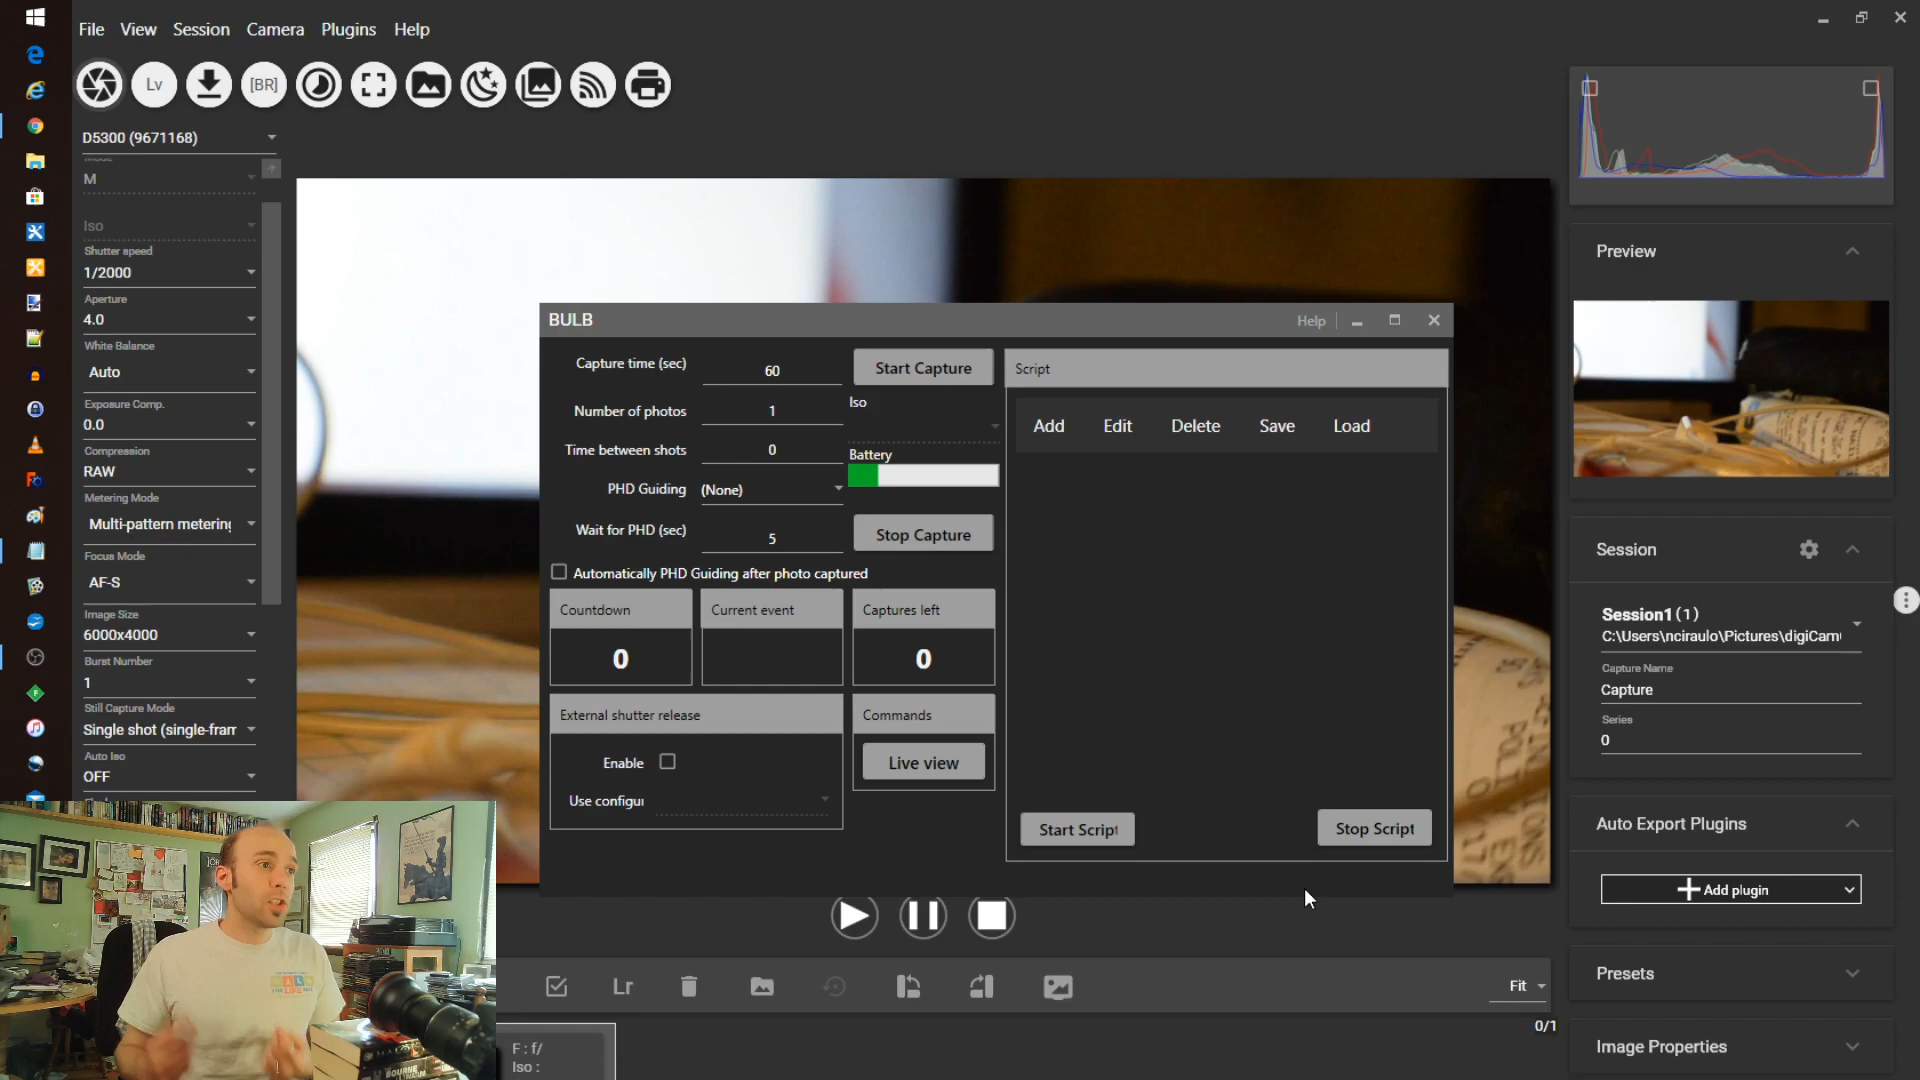 File View Session Camera Plugins Help
Lv [BR]
D5300 (9671168)
Mode
M
Iso
Shutter speed
1/2000
Aperture
4.0
White Balance
Auto
Exposure Comp.
0.0
Compression
RAW
Metering Mode
Multi-pattern metering
Focus Mode
AF-S
Image Size
6000x4000
Burst Number
1
Still Capture Mode
Single shot (single-fram
Auto Iso
OFF
BULB
Help
Capture time (sec) 60
Start Capture
Number of photos 1
Iso
Time between shots 0
Battery
PHD Guiding (None)
Wait for PHD (sec) 5
Stop Capture
Automatically PHD Guiding after photo captured
Countdown Current event Captures left
0 0
External shutter release Commands
Enable
Live view
Use configur
Script
Add Edit Delete Save Load
Start Script Stop Script
Lr
Fit
0/1
F : f/
Iso :
Preview
Session
Session1 (1)
C:\Users\nciraulo\Pictures\digiCam
Capture Name
Capture
Series
0
Auto Export Plugins
Add plugin
Presets
Image Properties
BOURNE